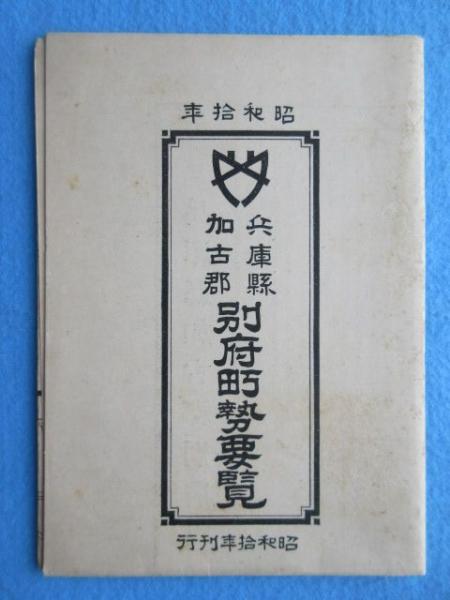 昭和拾年
兵庫縣
加古郡
別府町勢要覽
昭和拾年刊行